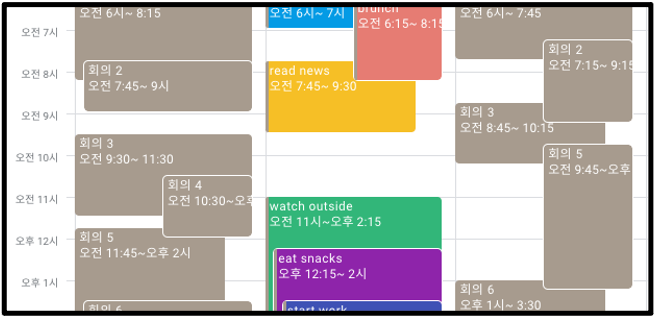 오전 7시
오전 8시
오전 9시
오전 10시
오전 11시
오후 12시
오후 1시
오전 6시~ 8:15
회의 2
오전 7:45~ 9시
회의 3
오전 9:30~ 11:30
회의 4
오전 10:30~오후
회의 5
오전 11:45~오후 2시
회의 6
오전 6시~ 7시
brunch
오전 6:15~ 8:15
read news
오전 7:45~ 9:30
watch outside
오전 11시~오후 2:15
eat snacks
오후 12:15~ 2시
start work
오전 6시~ 7:45
회의 2
오전 7:15~ 9:15
회의 3
오전 8:45~ 10:15
회의 5
오전 9:45~오후
회의 6
오후 1시~ 3:30